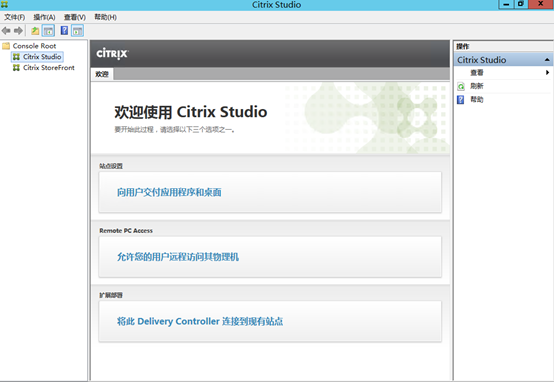 Citrix Studio
文件(F) 操作(A) 查看(V) 帮助(H)
Console Root
Citrix Studio
Citrix StoreFront
CITRIX
欢迎
欢迎使用 Citrix Studio
要开始此过程，请选择以下三个选项之一。
站点设置
向用户交付应用程序和桌面
Remote PC Access
允许您的用户远程访问其物理机
扩展部署
将此 Delivery Controller 连接到现有站点
操作
Citrix Studio
查看
刷新
帮助